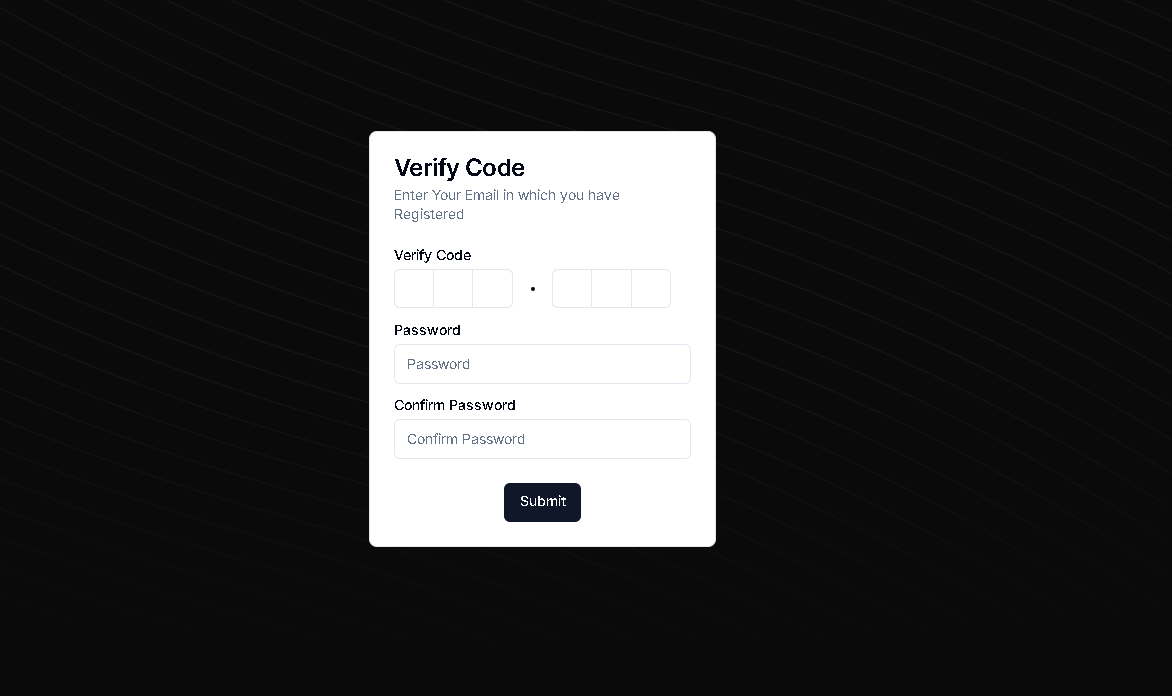 Verify Code
Enter Your Email in which you have
Registered
Verify Code
Password
Password
Confirm Password
Confirm Password
Submit